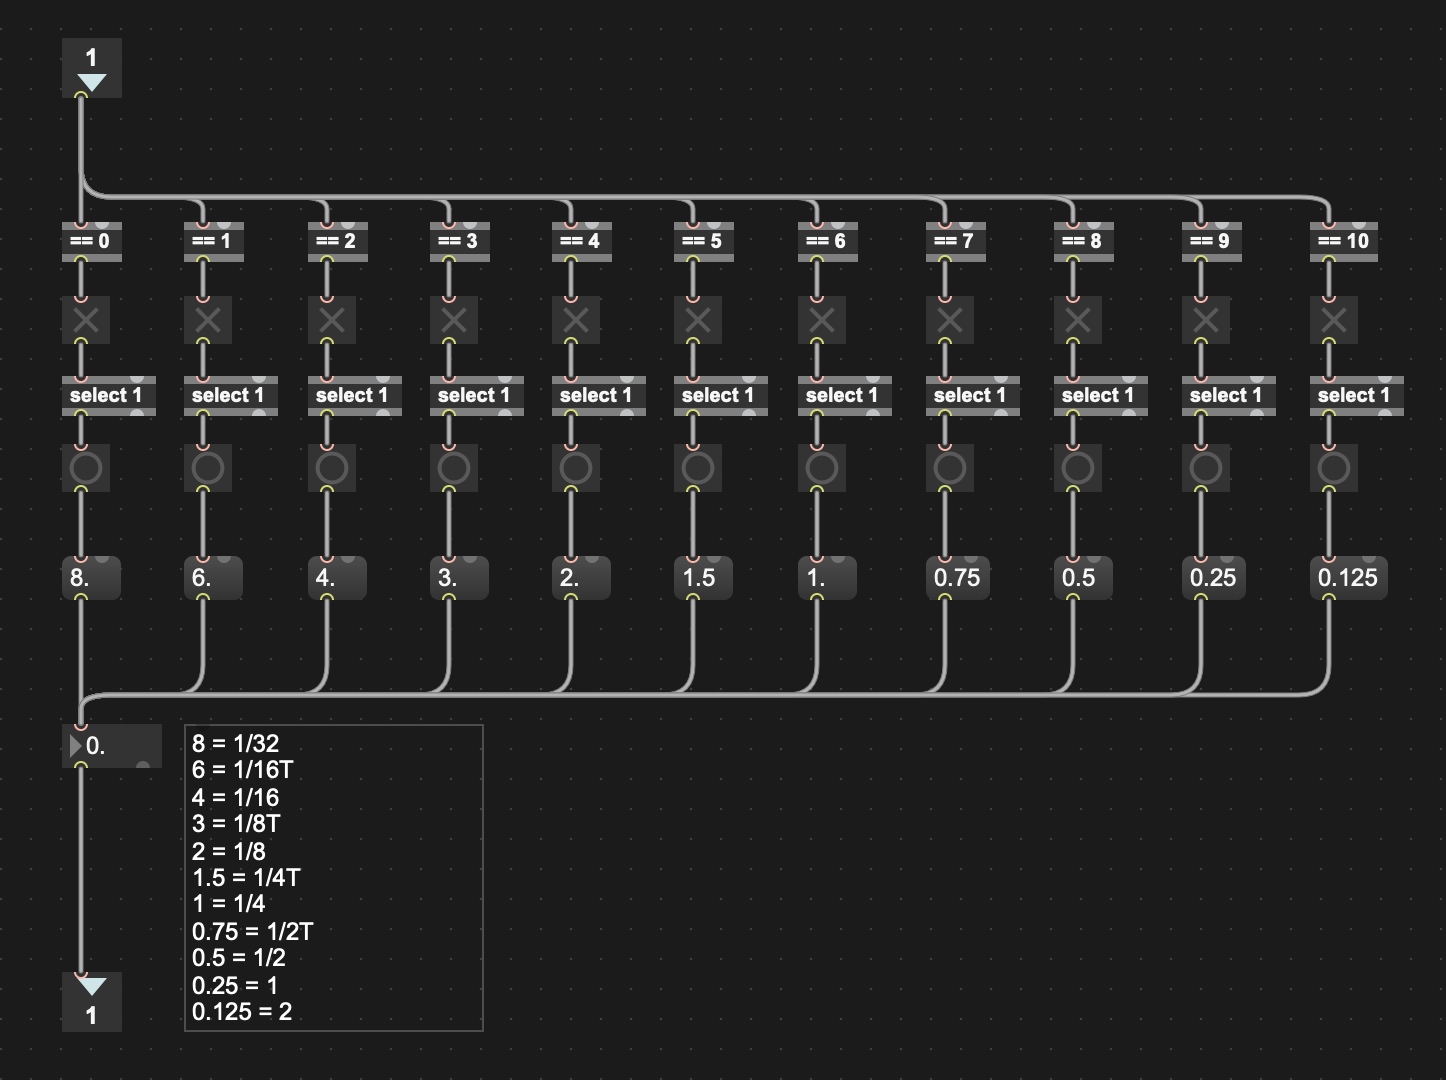 1
== 0 == 1 == 2 == 3 == 4 == 5 == 6 == 7 == 8 == 9 == 10
select 1 select 1 select 1 select 1 select 1 select 1 select 1 select 1 select 1 select 1 select 1
8. 6. 4. 3. 2. 1.5 1. 0.75 0.5 0.25 0.125
0.
8 = 1/32
6 = 1/16T
4 = 1/16
3 = 1/8T
2 = 1/8
1.5 = 1/4T
1 = 1/4
0.75 = 1/2T
0.5 = 1/2
0.25 = 1
0.125 = 2
1